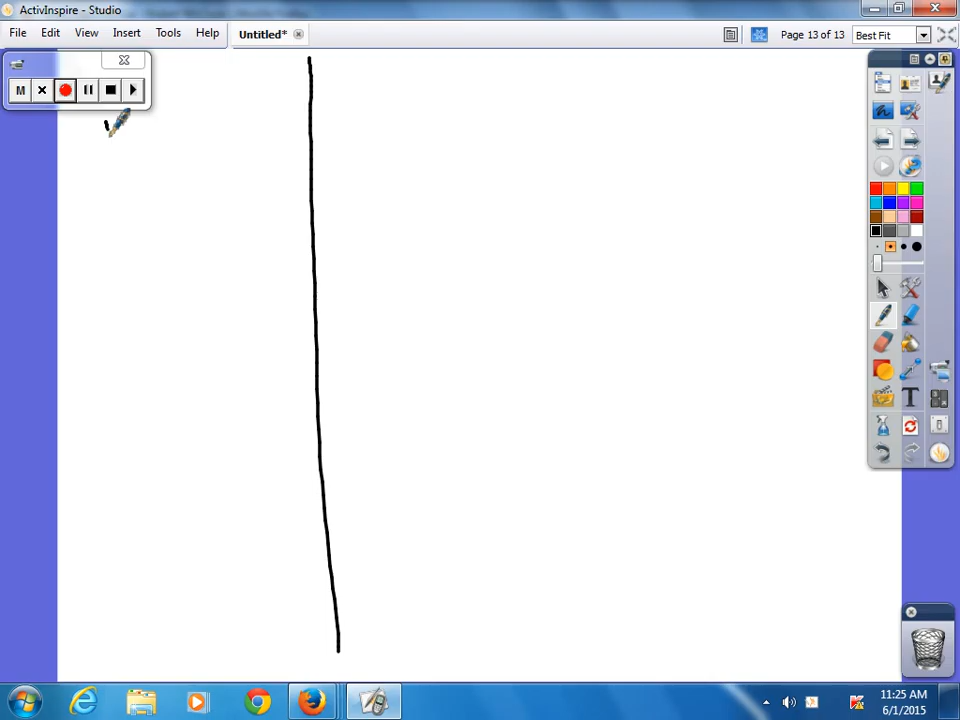 ActivInspire - Studio
File Edit View Insert Tools Help Untitled* Page 13 of 13 Best Fit
M
T
11:25 AM
6/1/2015